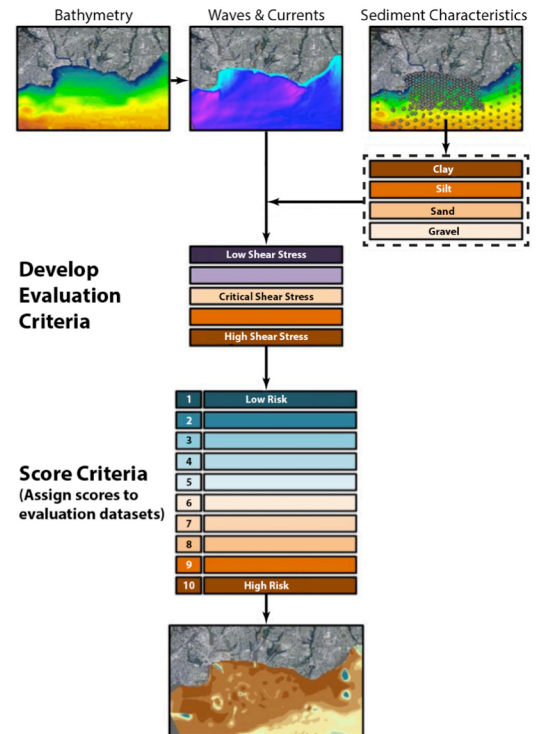 Bathymetry
Waves & Currents
Sediment Characteristics
Clay
Silt
Sand
Gravel
Develop
Evaluation
Criteria
Low Shear Stress
Critical Shear Stress
High Shear Stress
Score Criteria
(Assign scores to
evaluation datasets)
1 Low Risk
2
3
4
5
6
7
8
9
10 High Risk